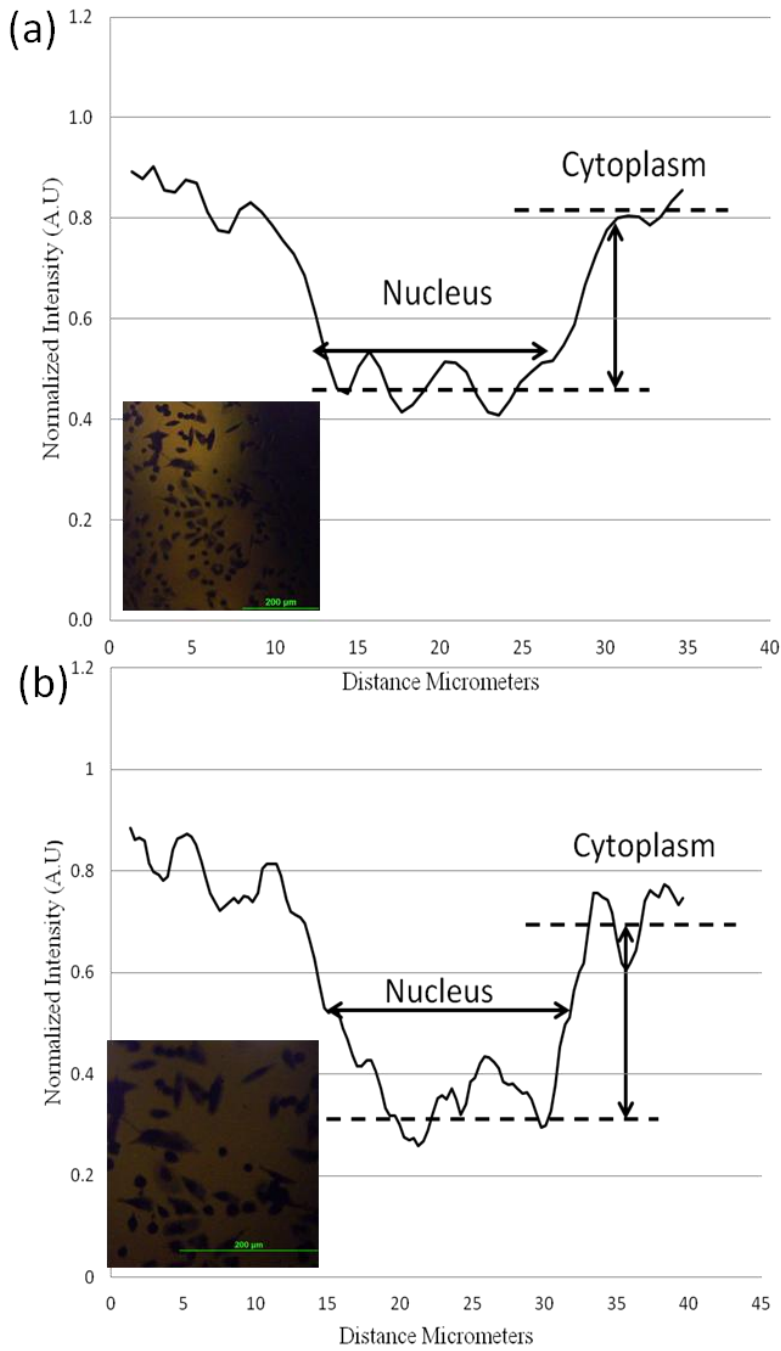 (a)
1.2
1.0
0.8
0.6
0.4
0.2
0.0
Normalized Intensity (A.U)
Cytoplasm
Nucleus
200 µm
0 5 10 15 20 25 30 35 40
Distance Micrometers
(b)
1.2
1
0.8
0.6
0.4
0.2
0
Normalized Intensity (A.U)
Cytoplasm
Nucleus
200 µm
0 5 10 15 20 25 30 35 40 45
Distance Micrometers